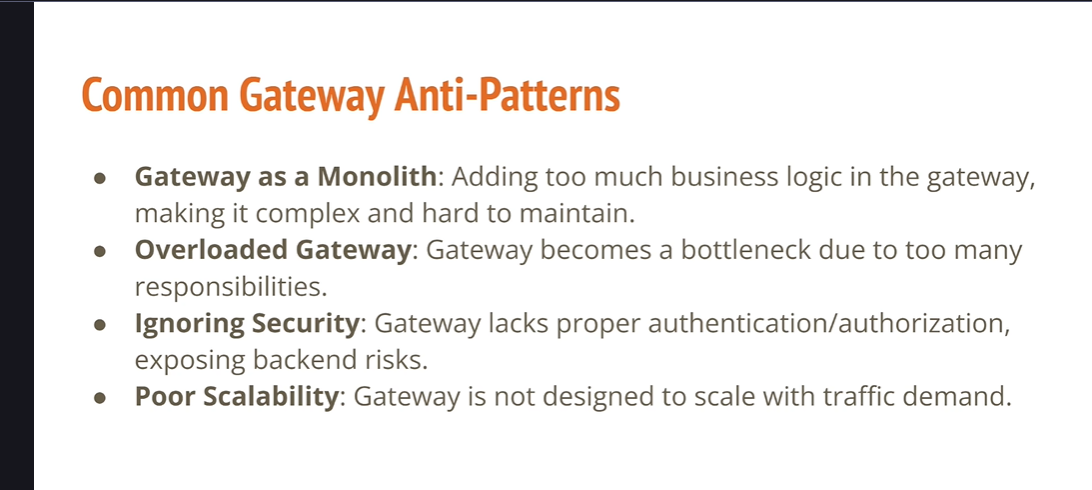 Common Gateway Anti-Patterns
● Gateway as a Monolith: Adding too much business logic in the gateway,
making it complex and hard to maintain.
● Overloaded Gateway: Gateway becomes a bottleneck due to too many
responsibilities.
● Ignoring Security: Gateway lacks proper authentication/authorization,
exposing backend risks.
● Poor Scalability: Gateway is not designed to scale with traffic demand.